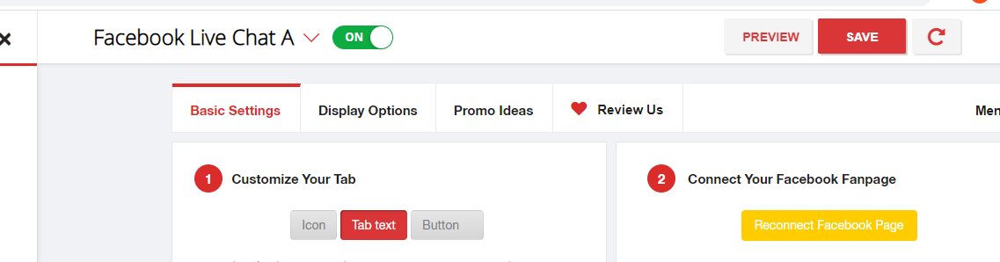 Facebook Live Chat A
ON
PREVIEW
SAVE
Basic Settings
Display Options
Promo Ideas
Review Us
1 Customize Your Tab
Icon
Tab text
Button
2 Connect Your Facebook Fanpage
Reconnect Facebook Page